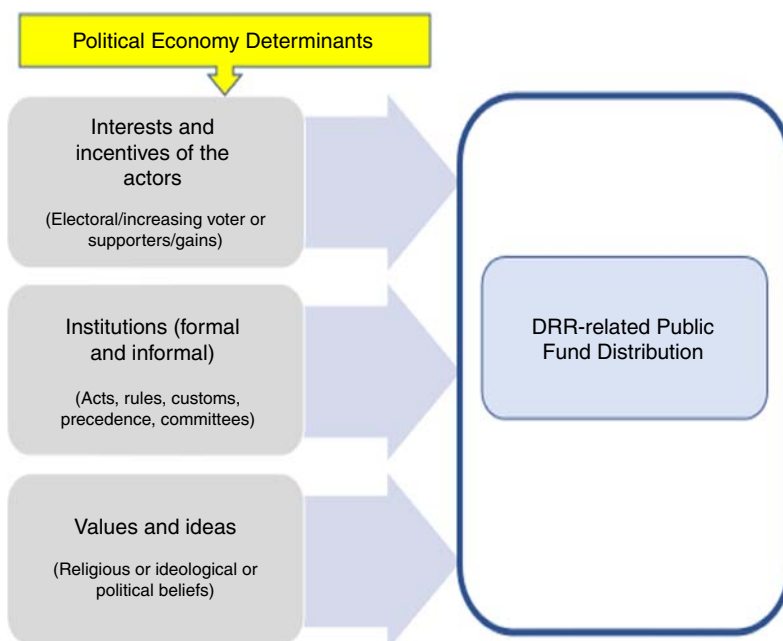 Political Economy Determinants
Interests and
incentives of the
actors
(Electoral/increasing voter or
supporters/gains)
Institutions (formal
and informal)
(Acts, rules, customs,
precedence, committees)
Values and ideas
(Religious or ideological or
political beliefs)
DRR-related Public
Fund Distribution